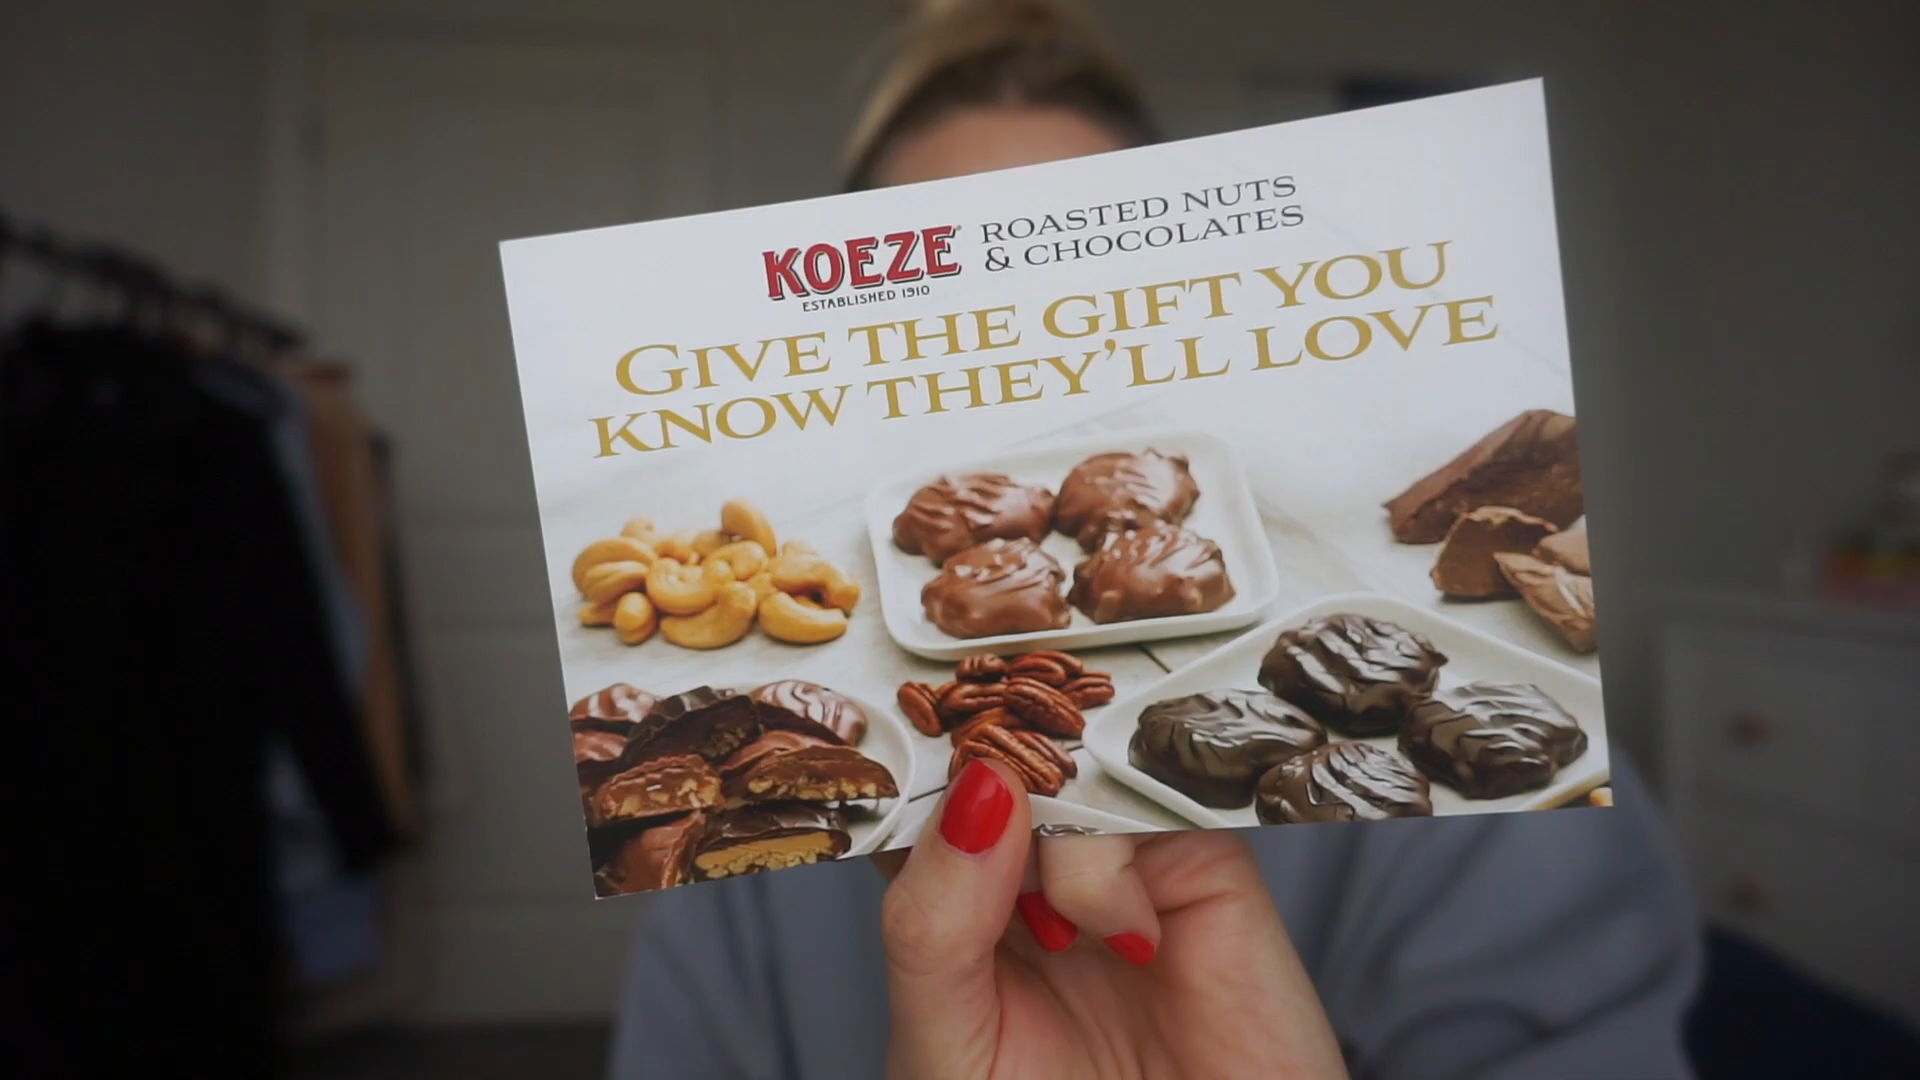 KOEZE®
ESTABLISHED 1910
ROASTED NUTS
& CHOCOLATES
GIVE THE GIFT YOU
KNOW THEY'LL LOVE